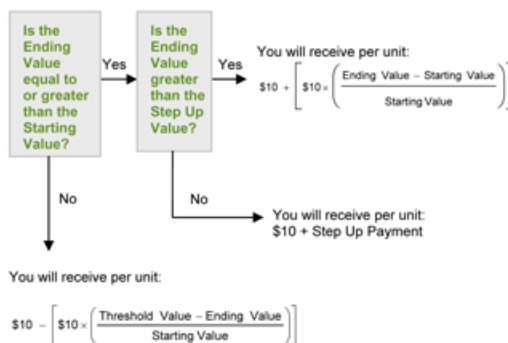 Is the
Ending
Value
equal to
or greater
than the
Starting
Value?
Yes
Is the
Ending
Value
greater
than the
Step Up
Value?
Yes
You will receive per unit:
$10 + [ $10 × ( Ending Value – Starting Value
Starting Value ) ]
No
No
You will receive per unit:
$10 + Step Up Payment
You will receive per unit:
$10 – [ $10 × ( Threshold Value – Ending Value
Starting Value ) ]